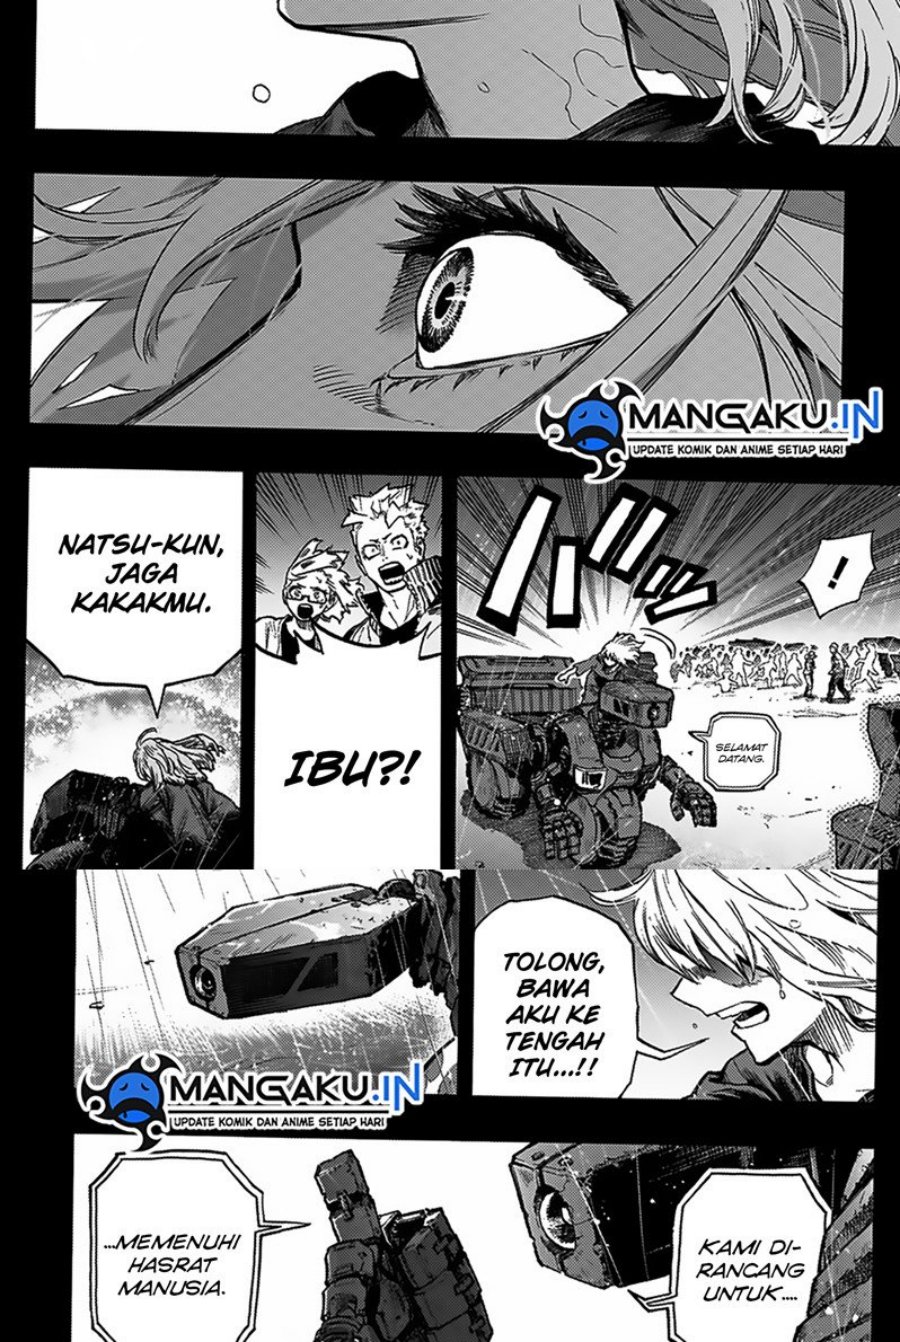 MANGAKU.IN
UPDATE KOMIK DAN ANIME SETIAP HARI
!
SELAMAT
DATANG.
IBU?!
NATSU-KUN,
JAGA
KAKAKMU.
TOLONG,
BAWA
AKU KE
TENGAH
ITU...!!
MANGAKU.IN
UPDATE KOMIK DAN ANIME SETIAP HARI
KAMI DI-
RANCANG
UNTUK....
...MEMENUHI
HASRAT
MANUSIA.